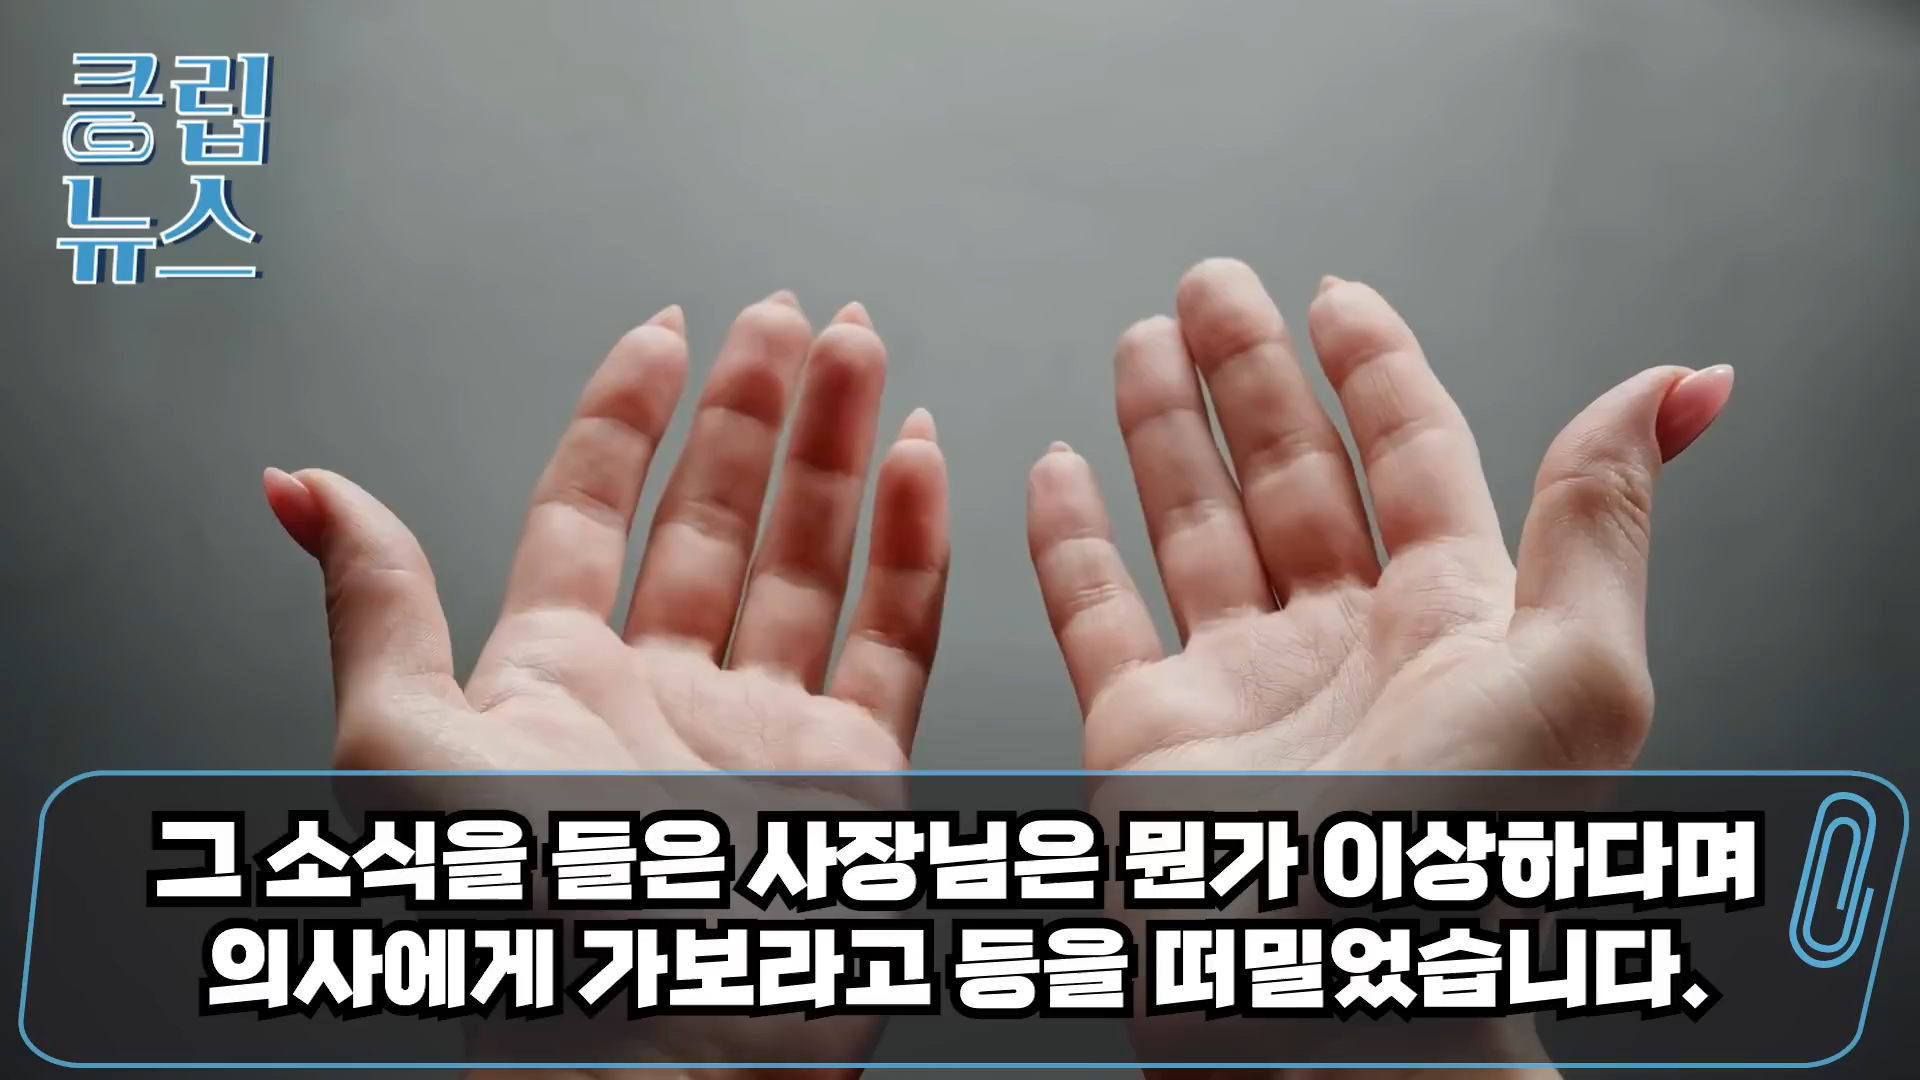 클립
뉴스
그 소식을 들은 사장님은 뭔가 이상하다며
의사에게 가보라고 등을 떠밀었습니다.